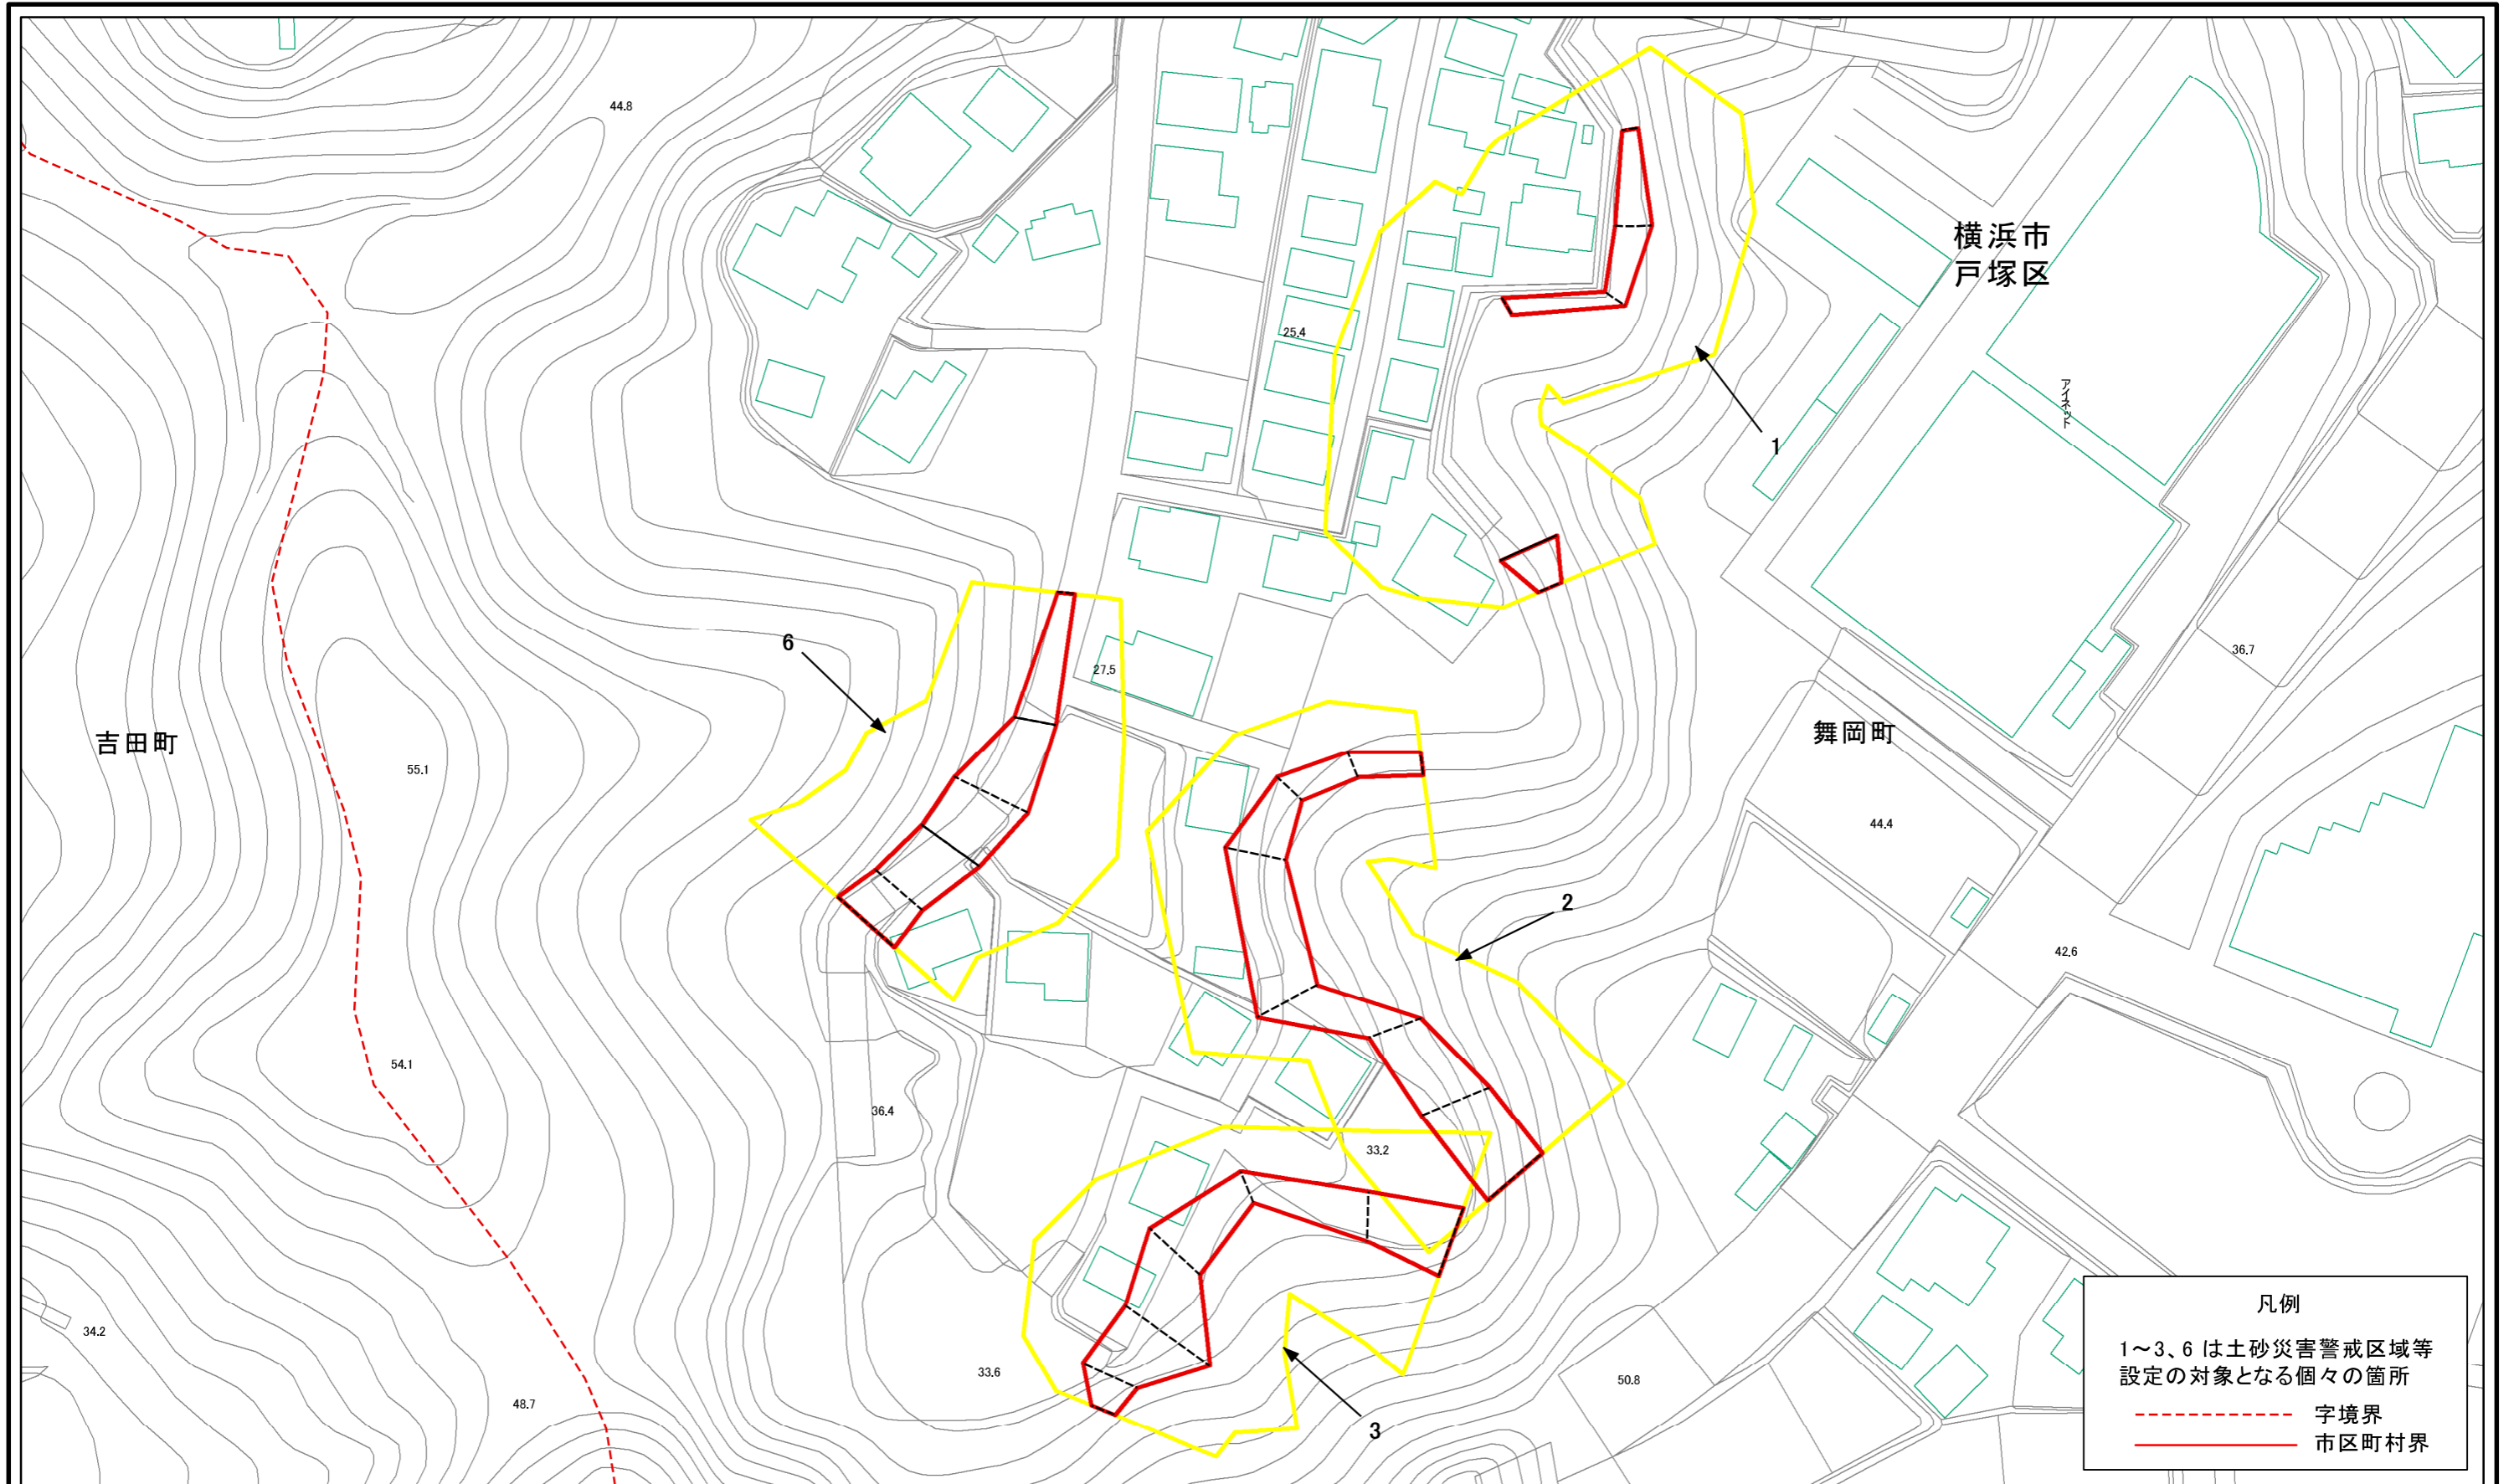 44.8
横浜市
戸塚区
25.4
アイネット
1
6
27.5
36.7
吉田町
舞岡町
55.1
44.4
2
42.6
54.1
36.4
33.2
34.2
33.6
50.8
48.7
3
凡例
1～3、6 は土砂災害警戒区域等
設定の対象となる個々の箇所
字境界
市区町村界